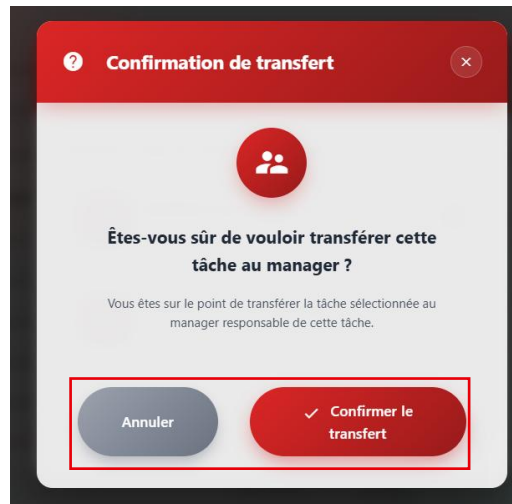 Confirmation de transfert
Êtes-vous sûr de vouloir transférer cette
tâche au manager ?
Vous êtes sur le point de transférer la tâche sélectionnée au
manager responsable de cette tâche.
Annuler
Confirmer le
transfert